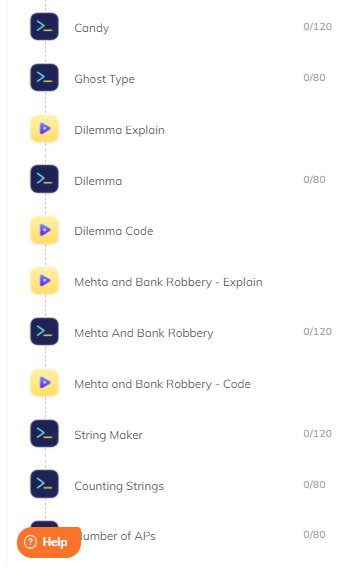 Candy 0/120
Ghost Type 0/80
Dilemma Explain
Dilemma 0/80
Dilemma Code
Mehta and Bank Robbery - Explain
Mehta And Bank Robbery 0/120
Mehta and Bank Robbery - Code
String Maker 0/120
Counting Strings 0/80
umber of APs 0/80
Help